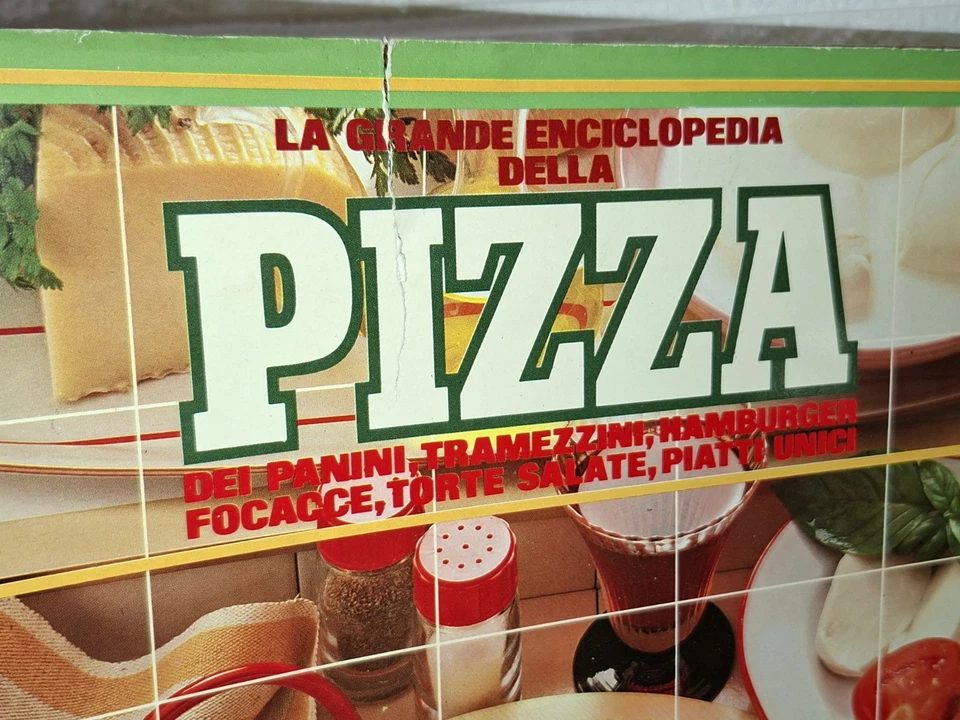 LA GRANDE ENCICLOPEDIA
DELLA
PIZZA
DEI PANINI, TRAMEZZINI, HAMBURGER
FOCACCE, TORTE SALATE, PIATTI UNICI